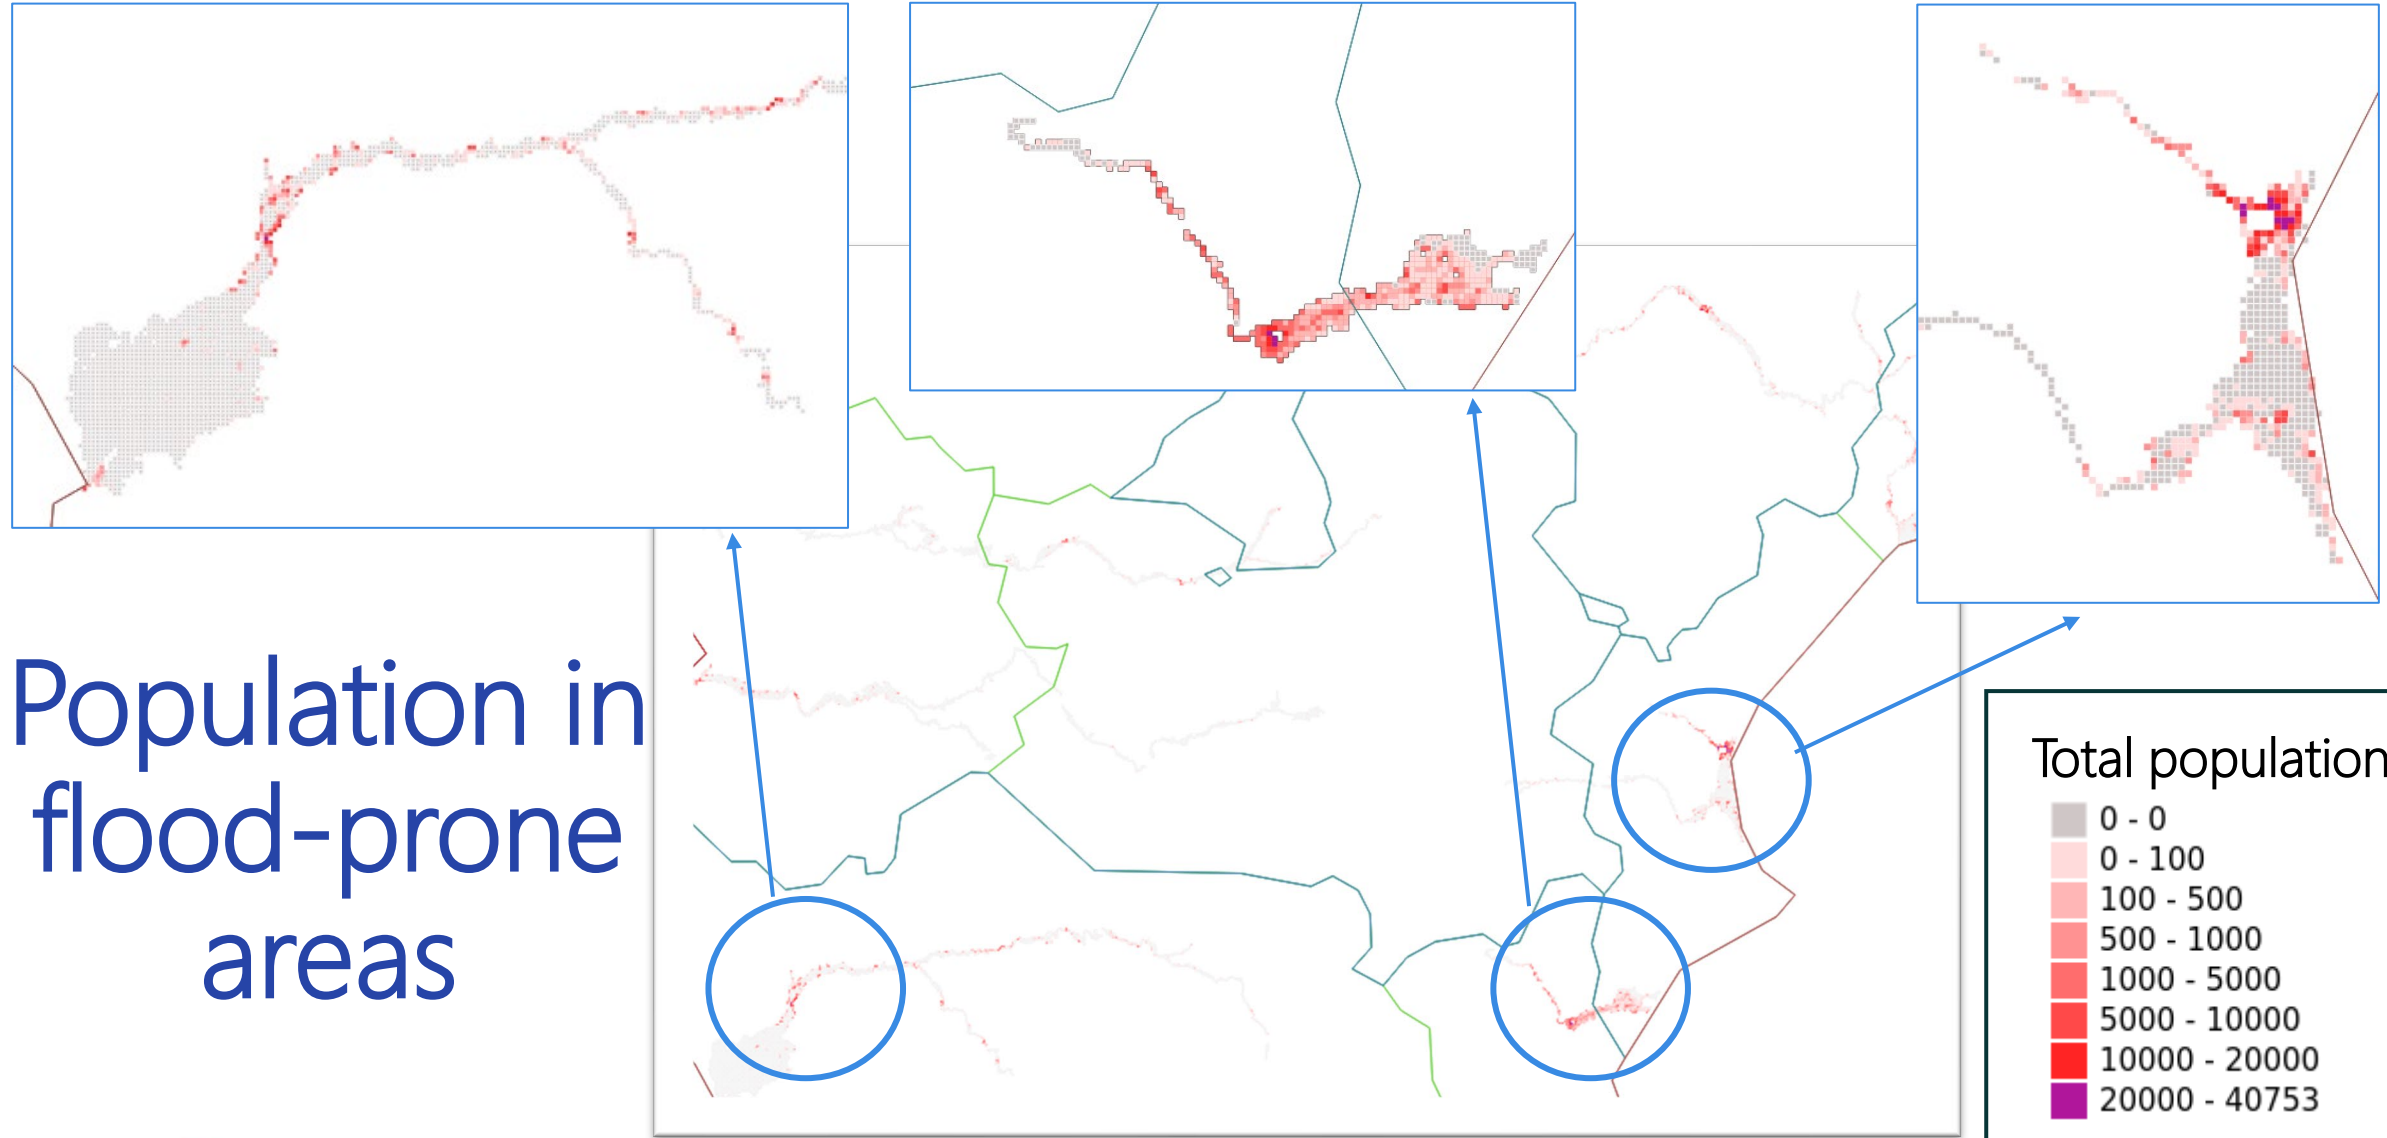 Population in
flood-prone
areas
Total population
0 - 0
0 - 100
100 - 500
500 - 1000
1000 - 5000
5000 - 10000
10000 - 20000
20000 - 40753